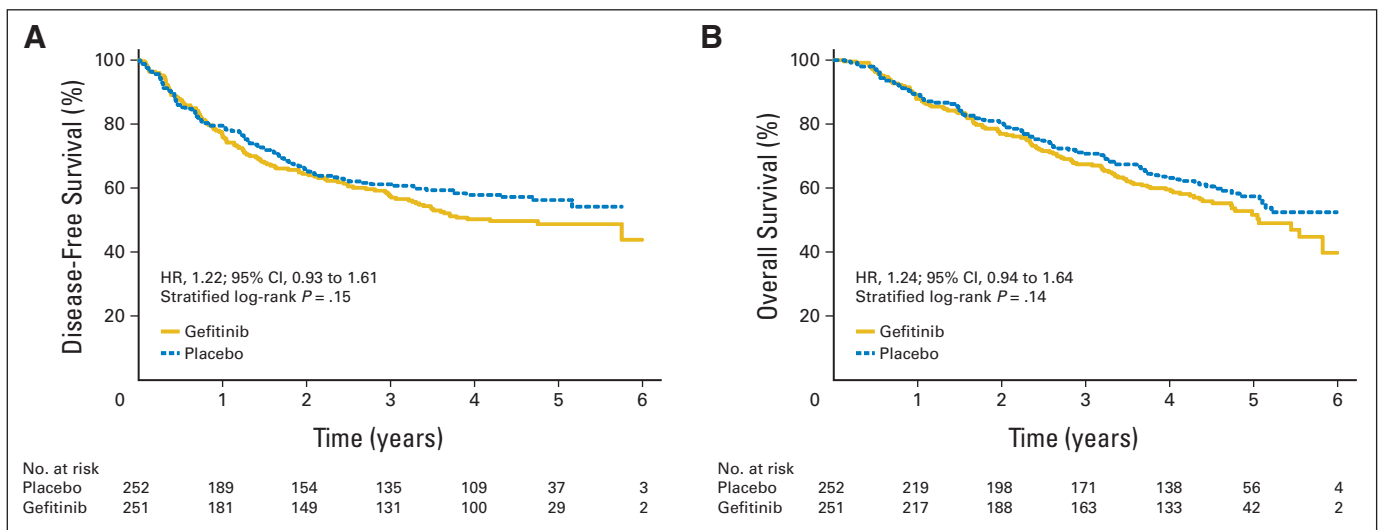 A
Disease-Free Survival (%)
100
80
60
40
20
HR, 1.22; 95% CI, 0.93 to 1.61
Stratified log-rank P = .15
Gefitinib
Placebo
0 1 2 3 4 5 6
Time (years)
No. at risk
Placebo 252 189 154 135 109 37 3
Gefitinib 251 181 149 131 100 29 2
B
Overall Survival (%)
100
80
60
40
20
HR, 1.24; 95% CI, 0.94 to 1.64
Stratified log-rank P = .14
Gefitinib
Placebo
0 1 2 3 4 5 6
Time (years)
No. at risk
Placebo 252 219 198 171 138 56 4
Gefitinib 251 217 188 163 133 42 2